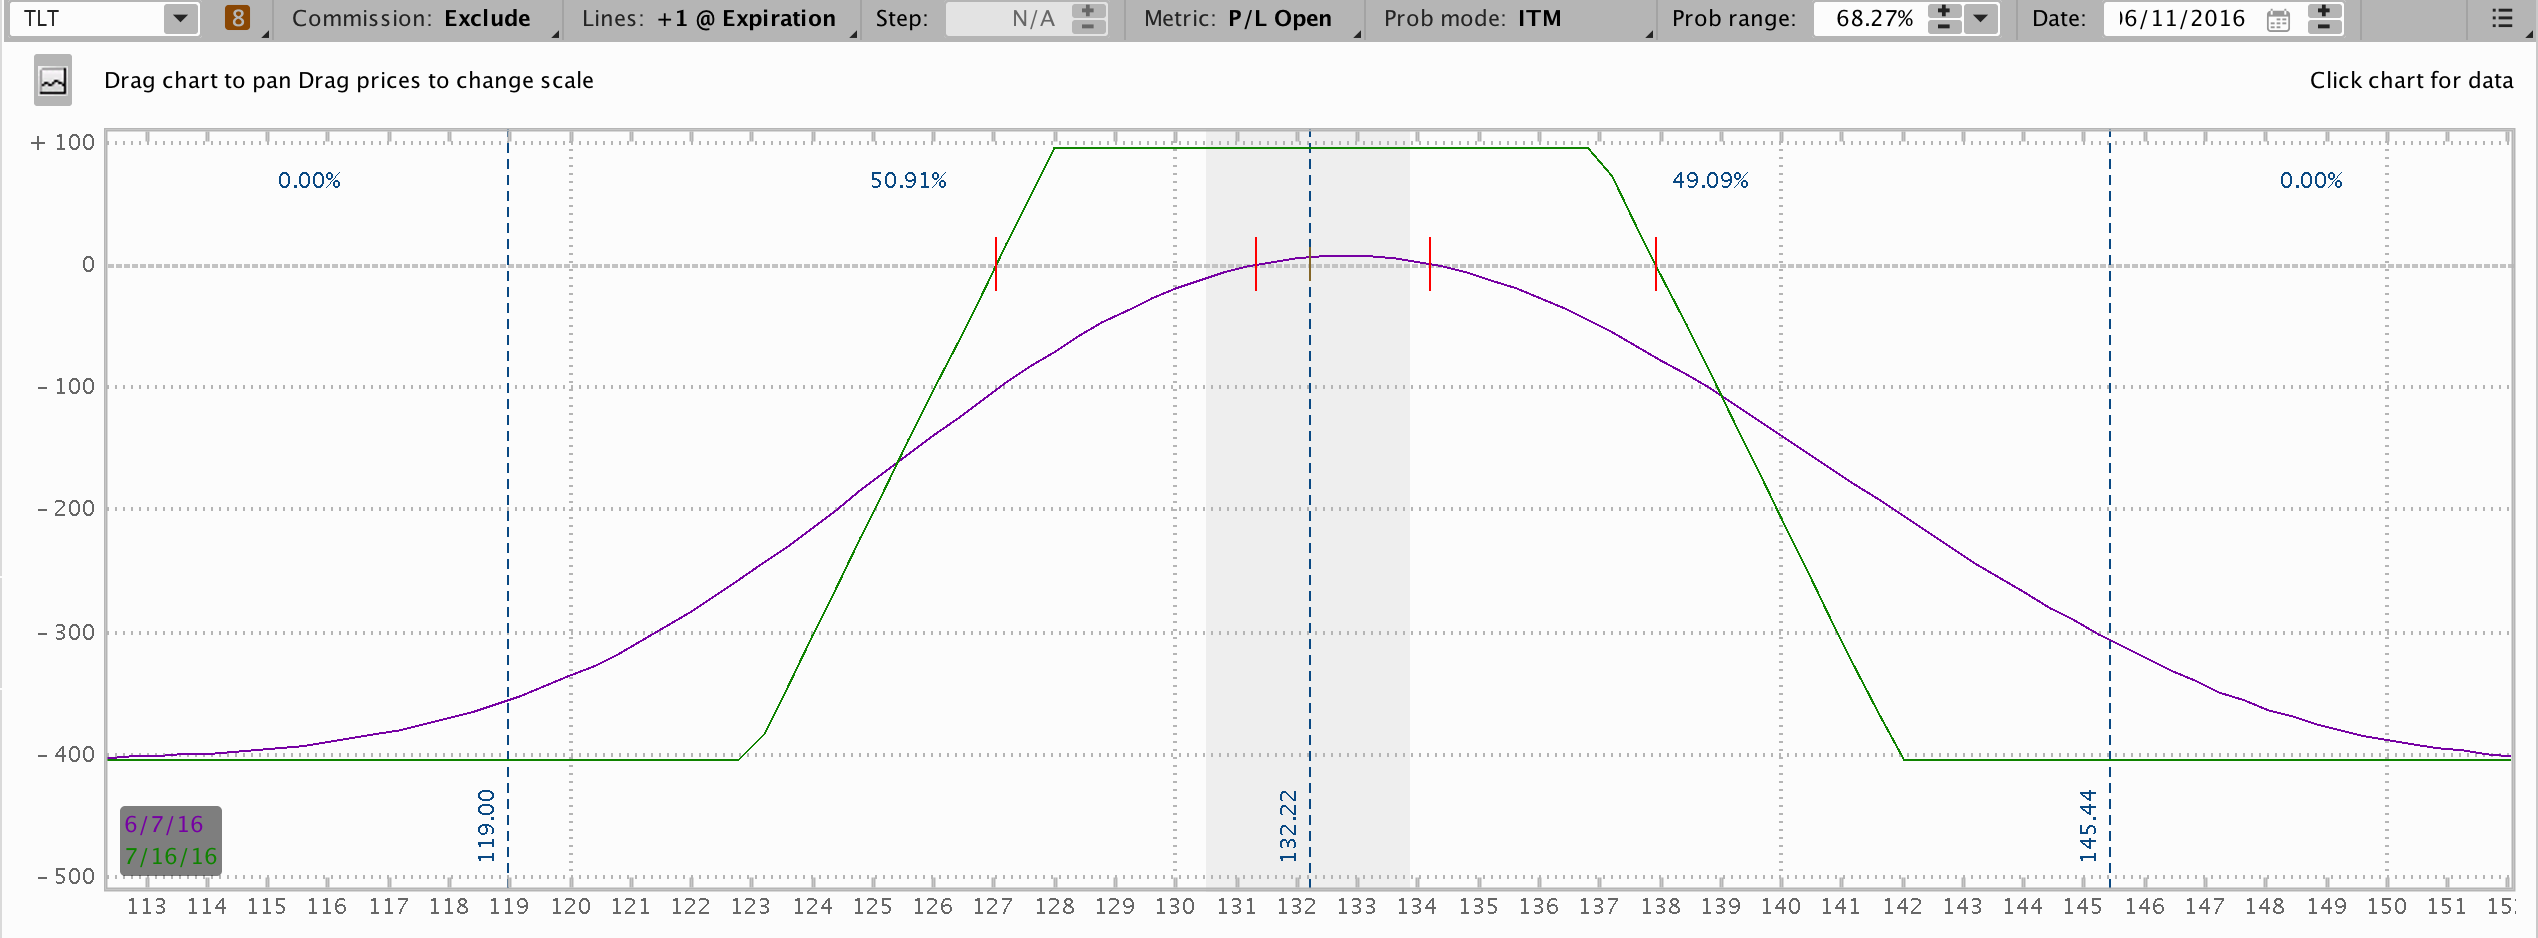 TLT 8 Commission: Exclude Lines: +1 @ Expiration Step: N/A Metric: P/L Open Prob mode: ITM Prob range: 68.27% Date: 06/11/2016
Drag chart to pan Drag prices to change scale Click chart for data
+ 100
0.00% 50.91% 49.09% 0.00%
0
- 100
- 200
- 300
- 400
119.00 132.22 145.44
6/7/16
7/16/16
- 500
113 114 115 116 117 118 119 120 121 122 123 124 125 126 127 128 129 130 131 132 133 134 135 136 137 138 139 140 141 142 143 144 145 146 147 148 149 150 151